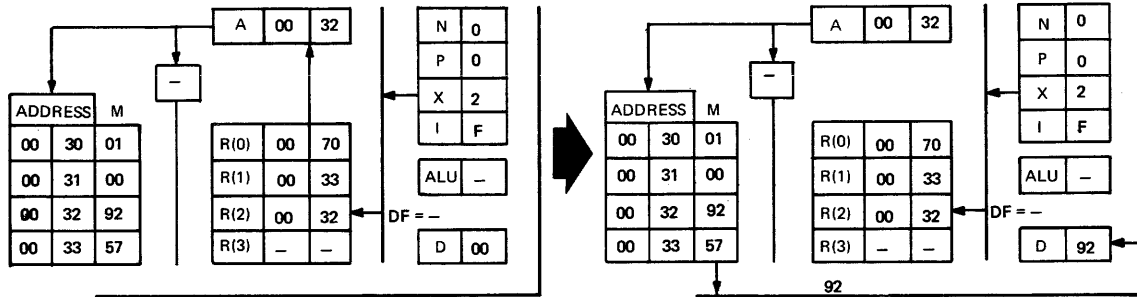 A 00 32
N 0
P 0
X 2
I F
–
ADDRESS M
00 30 01
00 31 00
00 32 92
00 33 57
R(0) 00 70
R(1) 00 33
R(2) 00 32
R(3) – –
ALU –
DF = –
D 00
A 00 32
N 0
P 0
X 2
I F
–
ADDRESS M
00 30 01
00 31 00
00 32 92
00 33 57
R(0) 00 70
R(1) 00 33
R(2) 00 32
R(3) – –
ALU –
DF = –
D 92
92